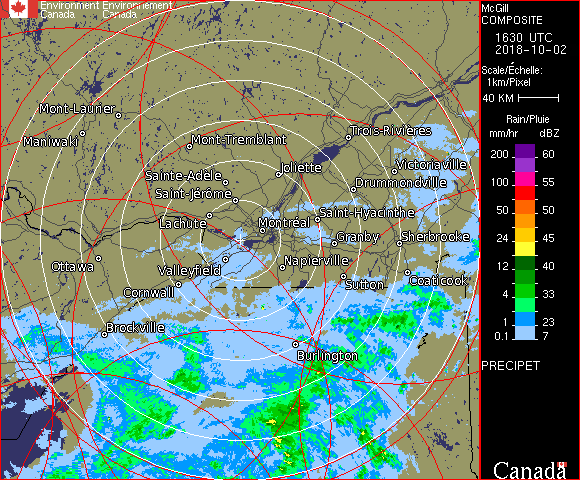 Environment Environnement
Canada Canada
McGill
COMPOSITE
1630 UTC
2018-10-02
Scale/Échelle:
1km/Pixel
40 KM
Rain/Pluie
mm/hr dBZ
200 60
150 57
100 55
50 50
24 45
12 40
4 33
1 23
0.1 7
PRECIPET
Canada
Mont-Laurier
Maniwaki
Mont-Tremblant
Trois-Rivières
Sainte-Adèle
Joliette
Victoriaville
Saint-Jérôme
Drummondville
Lachute
Montréal
Saint-Hyacinthe
Granby
Sherbrooke
Ottawa
Valleyfield
Napierville
Cornwall
Sutton
Coaticook
Brockville
Burlington